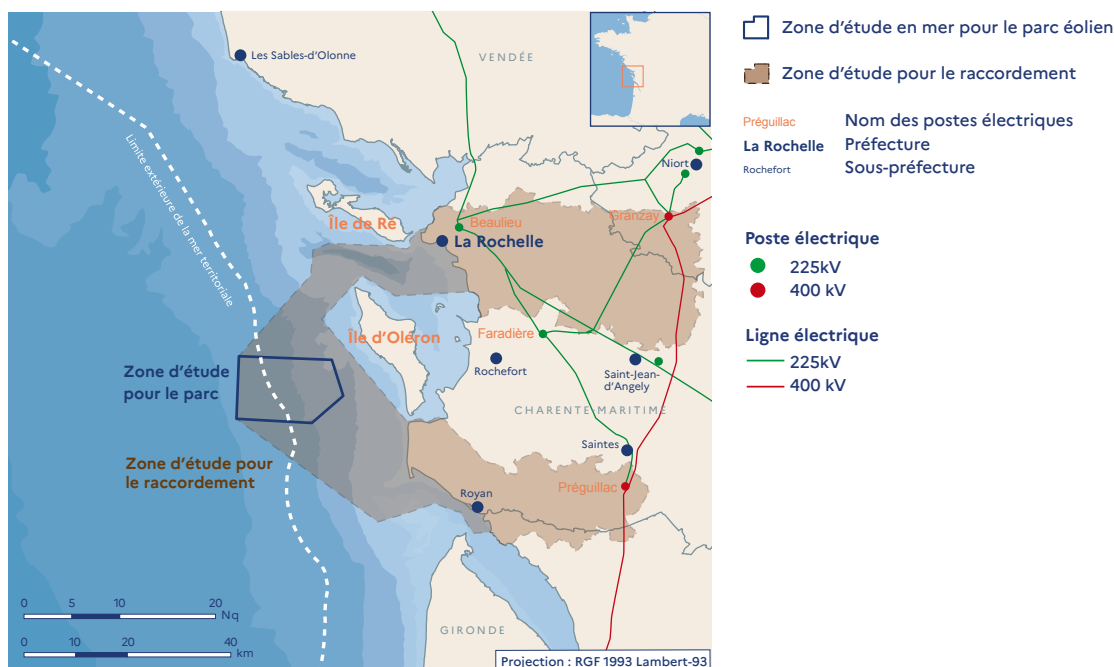 Les Sables-d'Olonne
VENDÉE
Limite extérieure de la mer territoriale
Niort
Île de Ré
Beaulieu
Granzay
La Rochelle
Île d'Oléron
Faradière
Rochefort
Saint-Jean-
d'Angely
Zone d'étude
pour le parc
CHARENTE-MARITIME
Saintes
Zone d'étude pour
le raccordement
Préguillac
Royan
GIRONDE
0 5 10 20
Nq
0 10 20 40
km
Projection : RGF 1993 Lambert-93
Zone d'étude en mer pour le parc éolien
Zone d'étude pour le raccordement
Préguillac Nom des postes électriques
La Rochelle Préfecture
Rochefort Sous-préfecture
Poste électrique
225kV
400 kV
Ligne électrique
225kV
400 kV